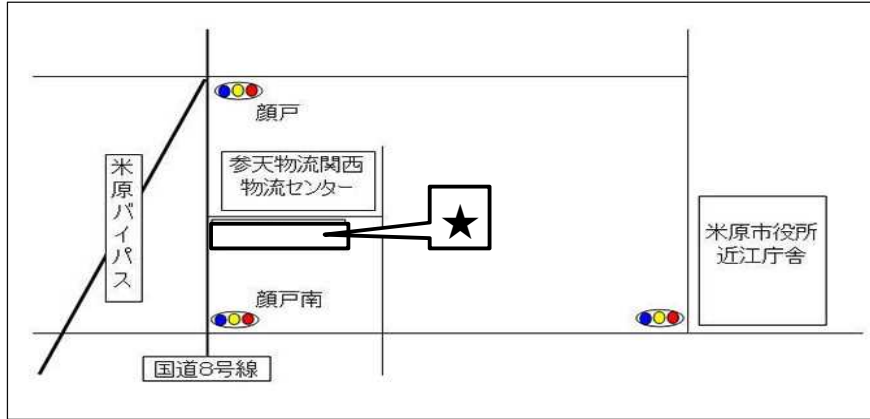 顔戸
参天物流関西
物流センター
米原バイパス
★
米原市役所
近江庁舎
顔戸南
国道8号線